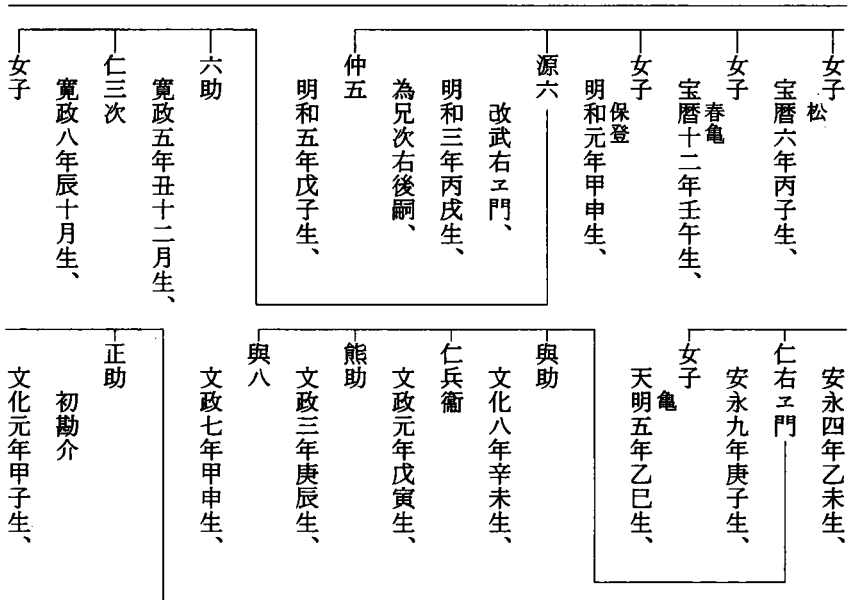 女子
松
宝暦六年丙子生、
女子
春亀
宝暦十二年壬午生、
女子
保登
明和元年甲申生、
源六
改武右ヱ門、
明和三年丙戌生、
為兄次右後嗣、
仲五
明和五年戊子生、
六助
寛政五年丑十二月生、
仁三次
寛政八年辰十月生、
女子
安永四年乙未生、
仁右ヱ門
安永九年庚子生、
女子
亀
天明五年乙巳生、
與助
文化八年辛未生、
仁兵衞
文政元年戊寅生、
熊助
文政三年庚辰生、
與八
文政七年甲申生、
正助
初勘介
文化元年甲子生、